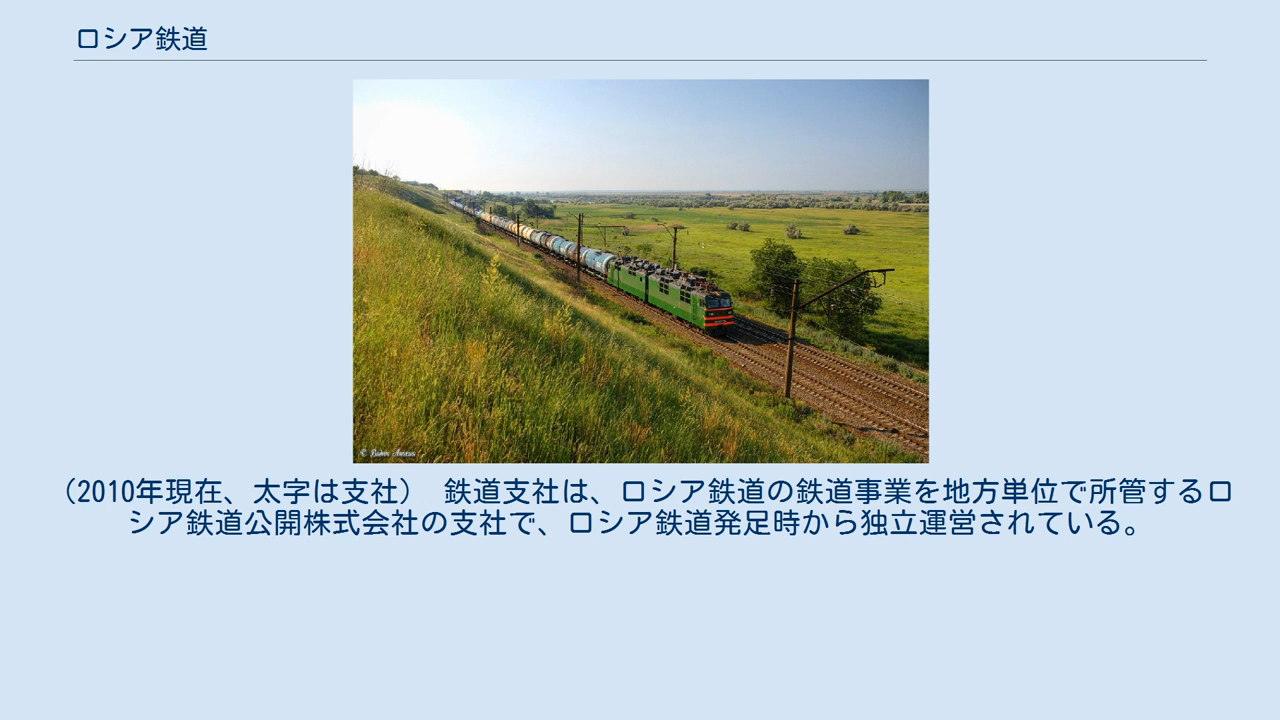 ロシア鉄道
（2010年現在、太字は支社）　鉄道支社は、ロシア鉄道の鉄道事業を地方単位で所管するロ
シア鉄道公開株式会社の支社で、ロシア鉄道発足時から独立運営されている。